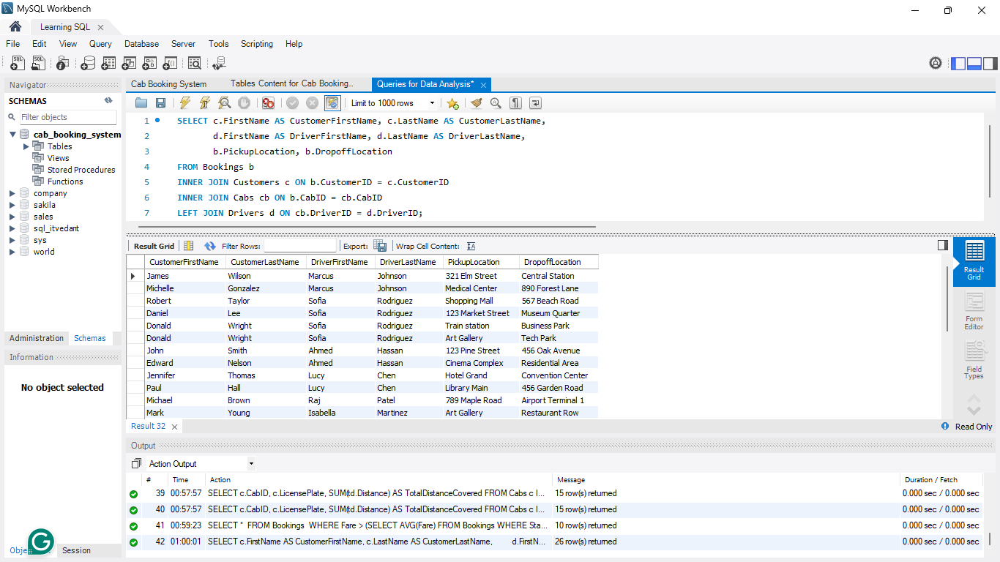 MySQL Workbench
Learning SQL
File Edit View Query Database Server Tools Scripting Help
Navigator
SCHEMAS
Filter objects
cab_booking_system
Tables
Views
Stored Procedures
Functions
company
sakila
sales
sql_itvedant
sys
world
Administration Schemas
Information
No object selected
Obje Session
Cab Booking System Tables Content for Cab Booking... Queries for Data Analysis*
Limit to 1000 rows
1 SELECT c.FirstName AS CustomerFirstName, c.LastName AS CustomerLastName,
2 d.FirstName AS DriverFirstName, d.LastName AS DriverLastName,
3 b.PickupLocation, b.DropoffLocation
4 FROM Bookings b
5 INNER JOIN Customers c ON b.CustomerID = c.CustomerID
6 INNER JOIN Cabs cb ON b.CabID = cb.CabID
7 LEFT JOIN Drivers d ON cb.DriverID = d.DriverID;
Result Grid Filter Rows: Export: Wrap Cell Content:
CustomerFirstName CustomerLastName DriverFirstName DriverLastName PickupLocation DropoffLocation
James Wilson Marcus Johnson 321 Elm Street Central Station
Michelle Gonzalez Marcus Johnson Medical Center 890 Forest Lane
Robert Taylor Sofia Rodriguez Shopping Mall 567 Beach Road
Daniel Lee Sofia Rodriguez 123 Market Street Museum Quarter
Donald Wright Sofia Rodriguez Train station Business Park
Donald Wright Sofia Rodriguez Art Gallery Tech Park
John Smith Ahmed Hassan 123 Pine Street 456 Oak Avenue
Edward Nelson Ahmed Hassan Cinema Complex Residential Area
Jennifer Thomas Lucy Chen Hotel Grand Convention Center
Paul Hall Lucy Chen Library Main 456 Garden Road
Michael Brown Raj Patel 789 Maple Road Airport Terminal 1
Mark Young Isabella Martinez Art Gallery Restaurant Row
Result
Grid
Form
Editor
Field
Types
Result 32
Read Only
Output
Action Output
# Time Action Message Duration / Fetch
39 00:57:57 SELECT c.CabID, c.LicensePlate, SUM(td.Distance) AS TotalDistanceCovered FROM Cabs c I... 15 row(s) returned 0.000 sec / 0.000 sec
40 00:57:57 SELECT c.CabID, c.LicensePlate, SUM(td.Distance) AS TotalDistanceCovered FROM Cabs c I... 15 row(s) returned 0.000 sec / 0.000 sec
41 00:59:23 SELECT * FROM Bookings WHERE Fare > (SELECT AVG(Fare) FROM Bookings WHERE Sta... 10 row(s) returned 0.000 sec / 0.000 sec
42 01:00:01 SELECT c.FirstName AS CustomerFirstName, c.LastName AS CustomerLastName, d.FirstN... 26 row(s) returned 0.000 sec / 0.000 sec